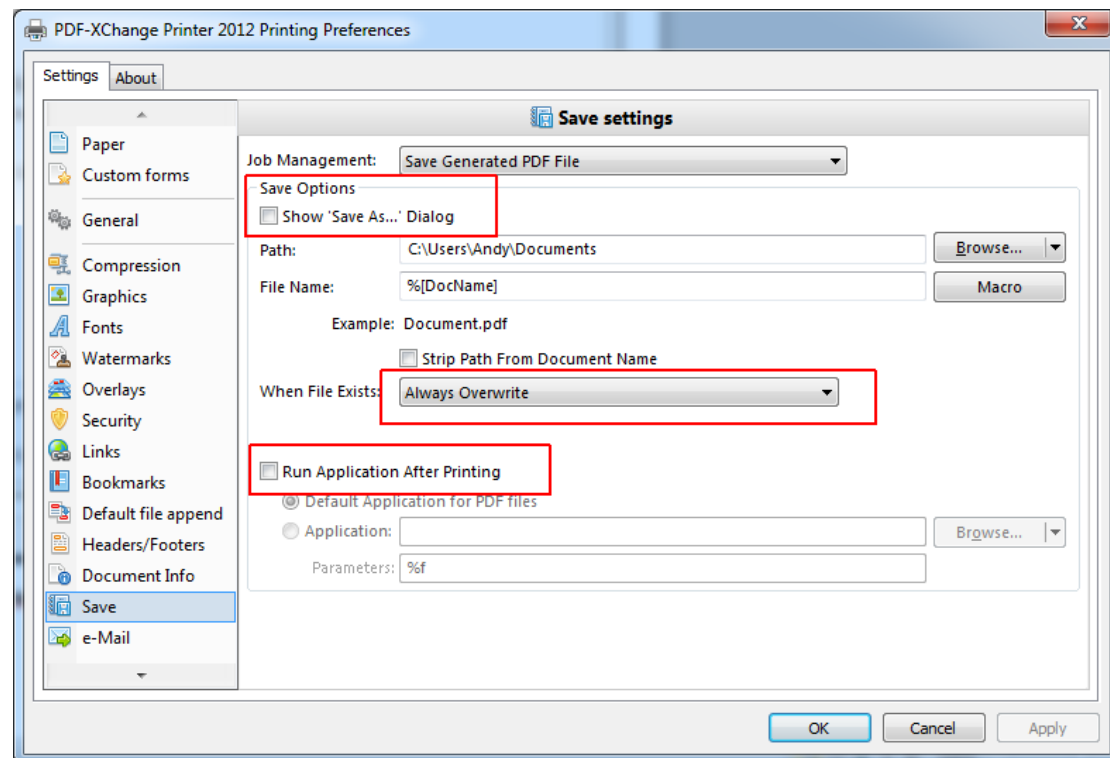 PDF-XChange Printer 2012 Printing Preferences
Settings
About
Paper
Custom forms
General
Compression
Graphics
Fonts
Watermarks
Overlays
Security
Links
Bookmarks
Default file append
Headers/Footers
Document Info
Save
e-Mail
Save settings
Job Management: Save Generated PDF File
Save Options
Show 'Save As...' Dialog
Path: C:\Users\Andy\Documents Browse...
File Name: %[DocName] Macro
Example: Document.pdf
Strip Path From Document Name
When File Exists: Always Overwrite
Run Application After Printing
Default Application for PDF files
Application: Browse...
Parameters: %f
OK Cancel Apply